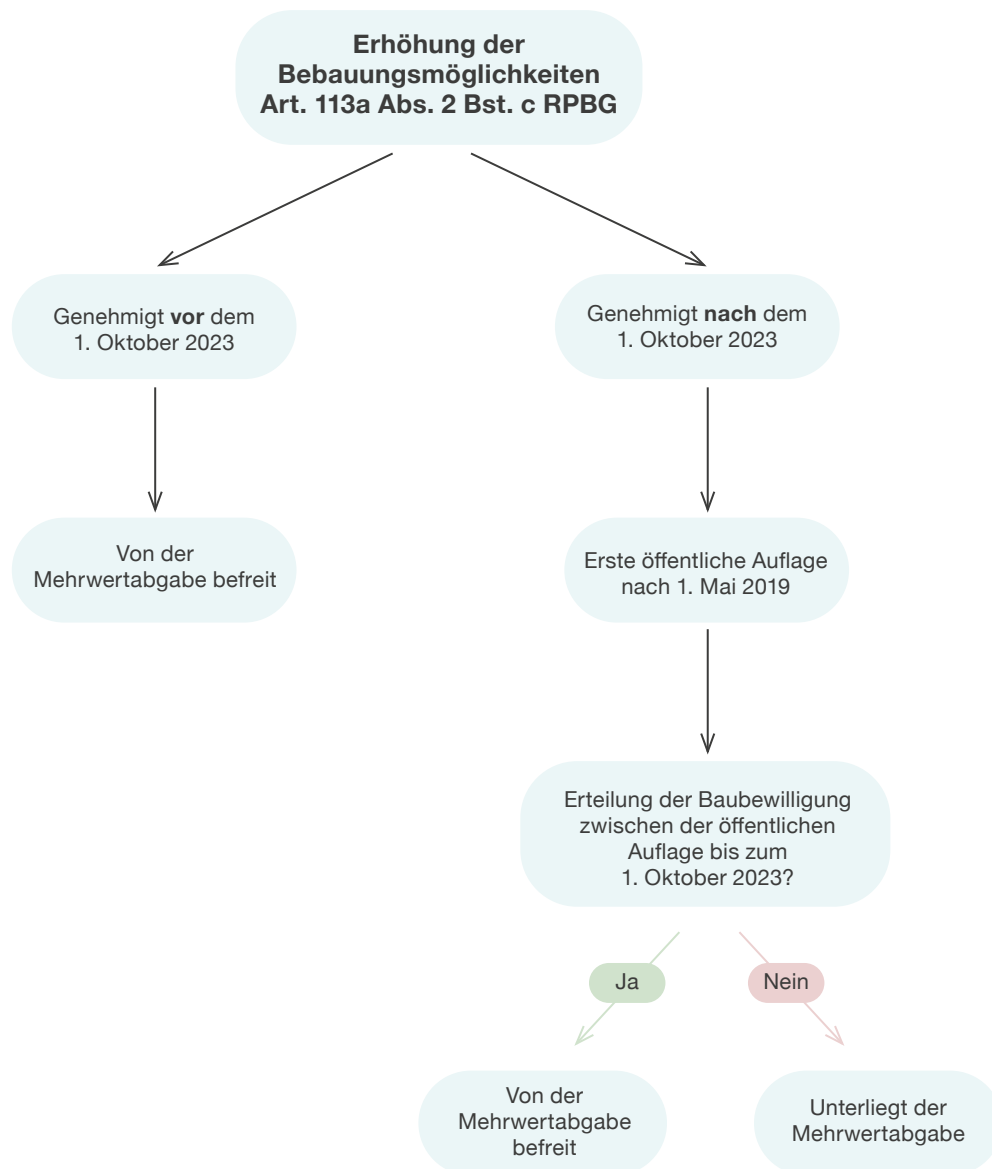 Erhöhung der
Bebauungsmöglichkeiten
Art. 113a Abs. 2 Bst. c RPBG
Genehmigt vor dem
1. Oktober 2023
Genehmigt nach dem
1. Oktober 2023
Von der
Mehrwertabgabe befreit
Erste öffentliche Auflage
nach 1. Mai 2019
Erteilung der Baubewilligung
zwischen der öffentlichen
Auflage bis zum
1. Oktober 2023?
Ja
Nein
Von der
Mehrwertabgabe
befreit
Unterliegt der
Mehrwertabgabe